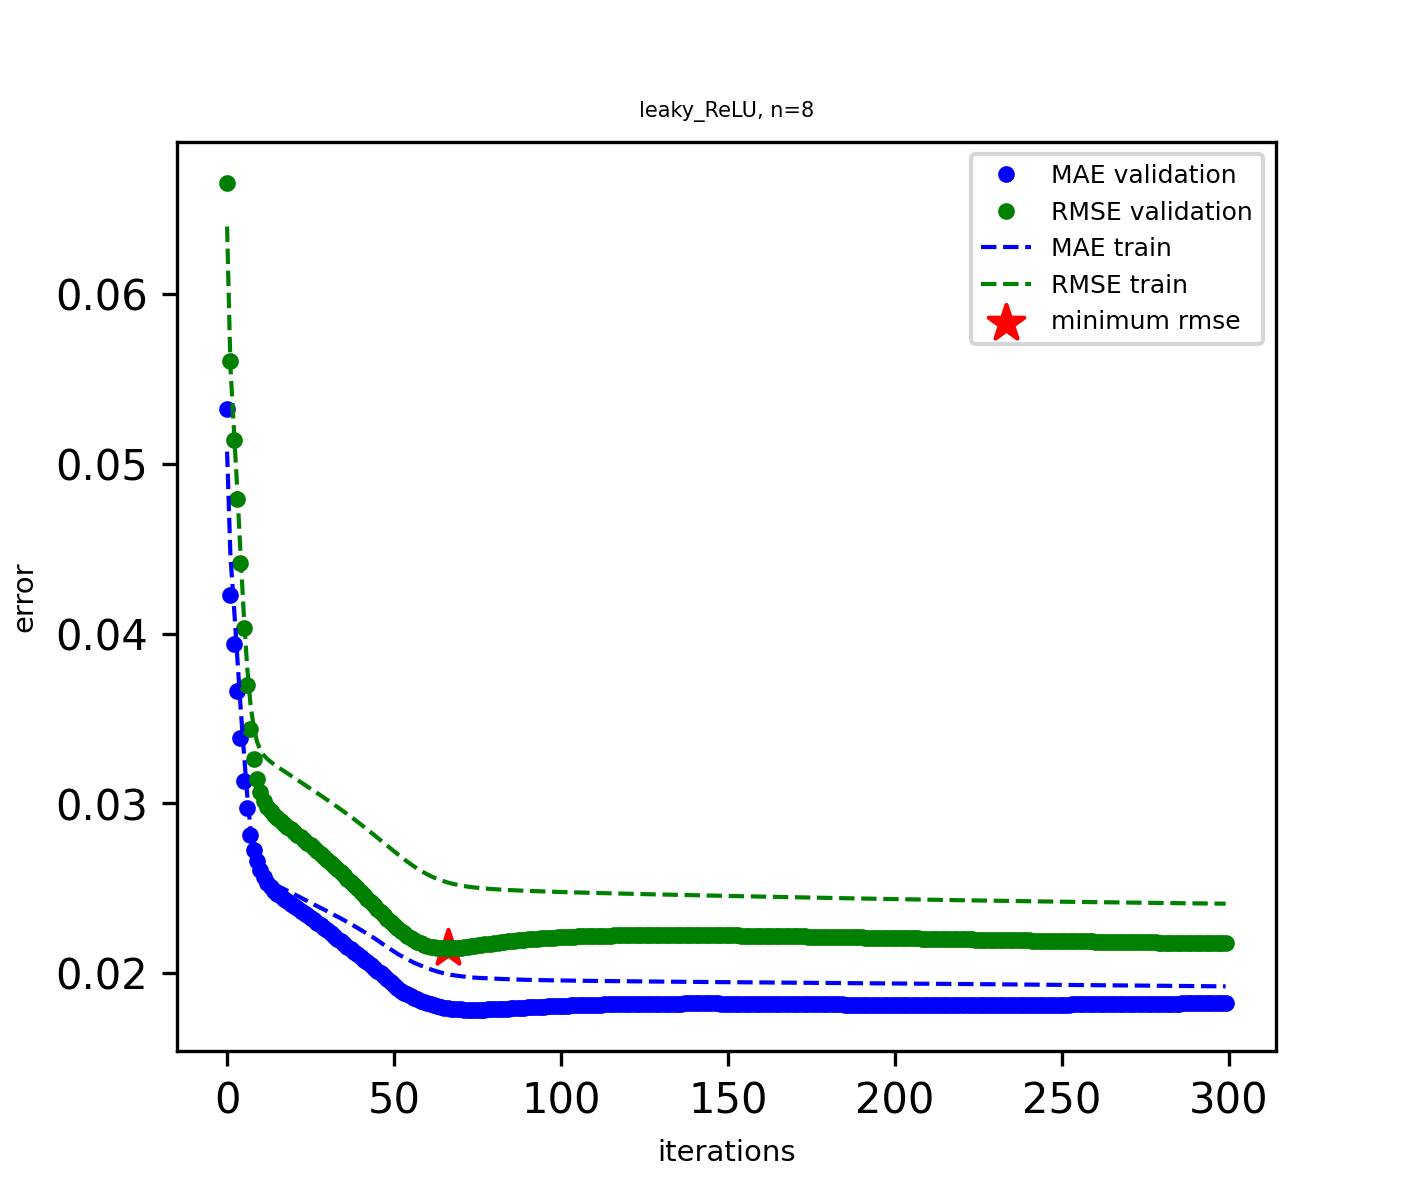 leaky_ReLU, n=8
MAE validation
RMSE validation
MAE train
RMSE train
minimum rmse
error
0.06
0.05
0.04
0.03
0.02
0 50 100 150 200 250 300
iterations